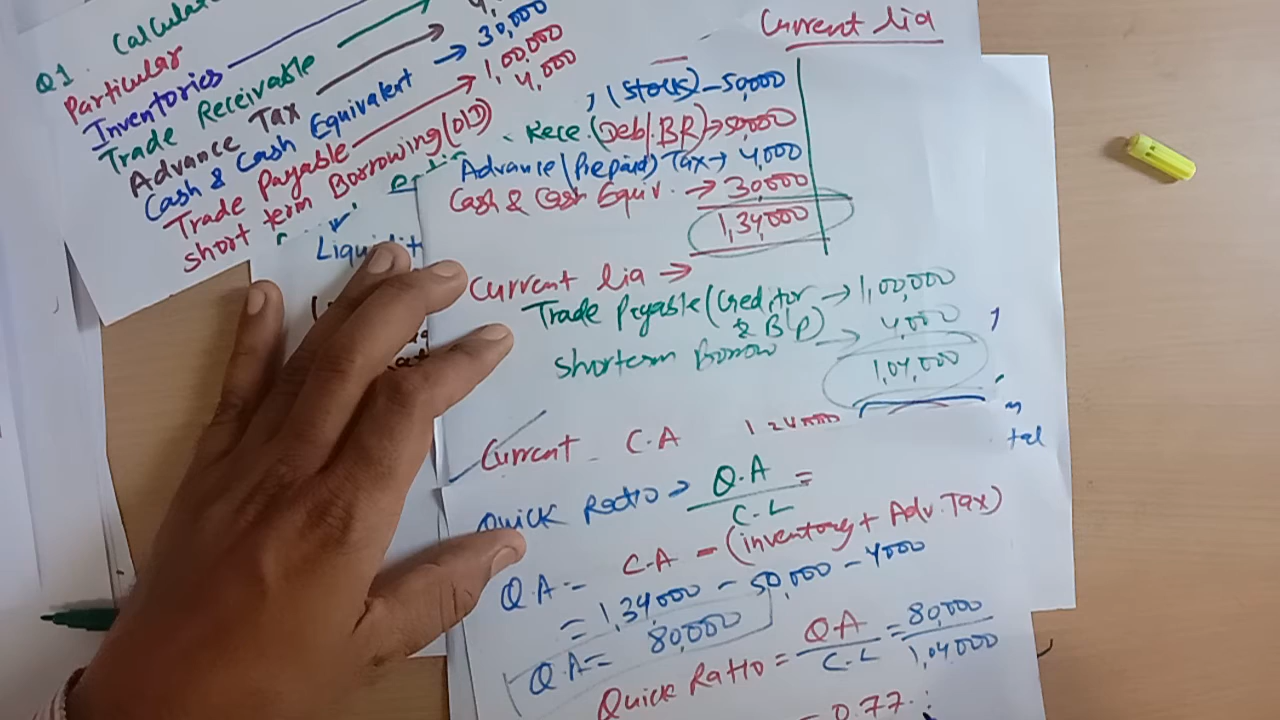 Q1. Calculat
Particular
Inventories
Trade Receivable
Advance Tax
Cash & Cash Equivalent → 30,000
Trade Payable → 1,00,000
Short term Borrowing(O/D) 4,000
Liquidit
Current lia
, (Stock) - 50,000
Rece. (Deb/.BR) → 50,000
Advance (Prepaid) Tax → 4,000
Cash & Cash Equiv. → 30,000
1,34,000
Current lia →
Trade Payable (Creditor & B/P) → 1,00,000
Shorterm Borrow → 4,000
1,04,000
Current C.A
Quick Ratio → Q.A =
C.L
Q.A = C.A - (inventory + Adv. Tax)
= 1,34,000 - 50,000 - 4000
Q.A = 80,000
Quick Ratio = QA = 80,000
C.L 1,04,000
= 0.77 :